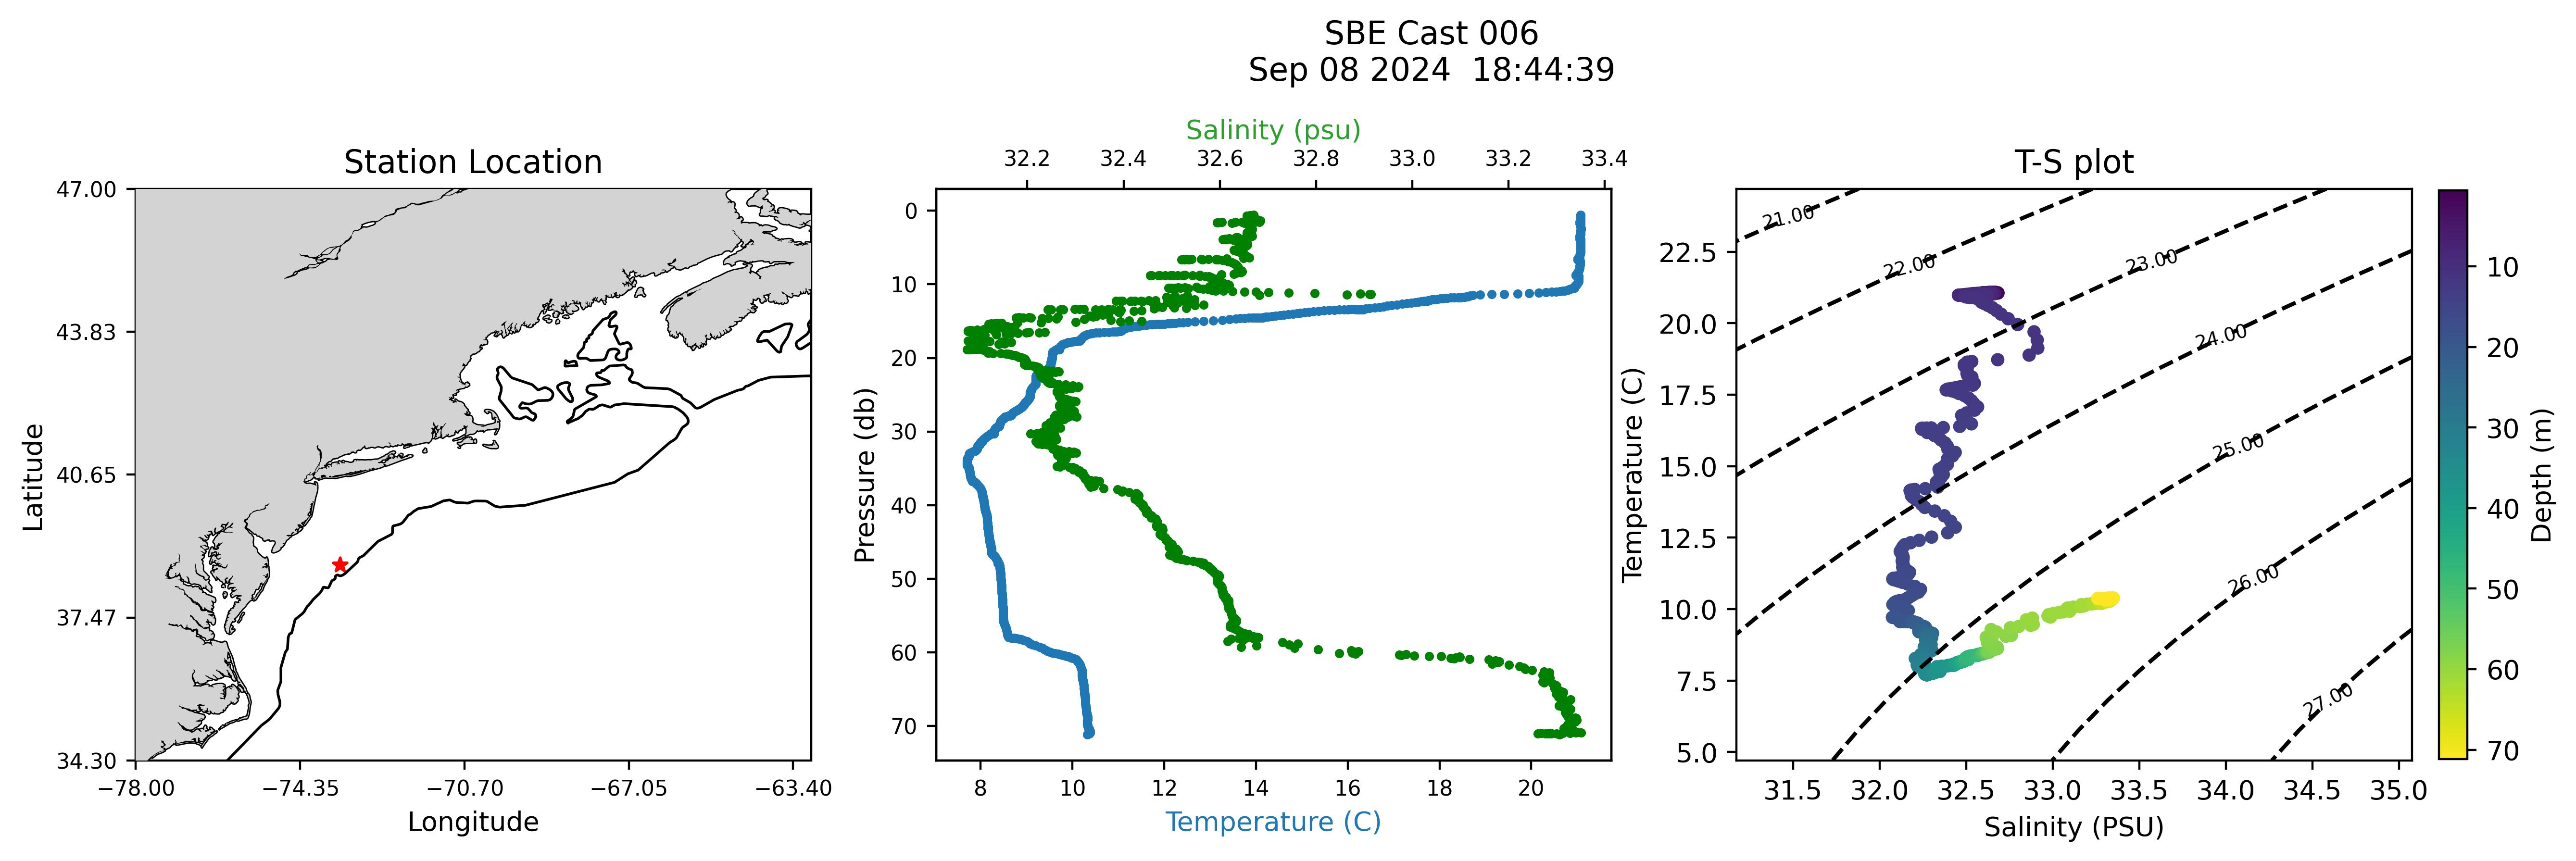 SBE Cast 006
Sep 08 2024  18:44:39
Station Location
47.00
43.83
40.65
37.47
34.30
Latitude
−78.00 −74.35 −70.70 −67.05 −63.40
Longitude
Salinity (psu)
32.2 32.4 32.6 32.8 33.0 33.2 33.4
0
10
20
30
40
50
60
70
Pressure (db)
8 10 12 14 16 18 20
Temperature (C)
T-S plot
22.5
20.0
17.5
15.0
12.5
10.0
7.5
5.0
Temperature (C)
21.00
22.00
23.00
24.00
25.00
26.00
27.00
31.5 32.0 32.5 33.0 33.5 34.0 34.5 35.0
Salinity (PSU)
10
20
30
40
50
60
70
Depth (m)